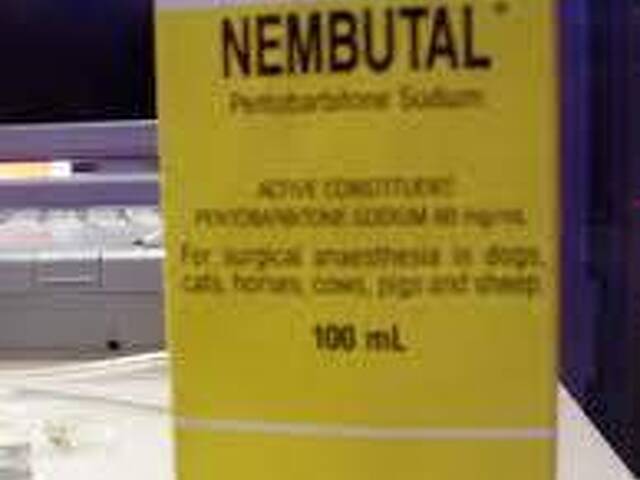 NEMBUTAL
Pentobarbitone Sodium
ACTIVE CONSTITUENT:
PENTOBARBITONE SODIUM 60 mg/mL
For surgical anaesthesia in dogs,
cats, horses, cows, pigs and sheep
100 mL